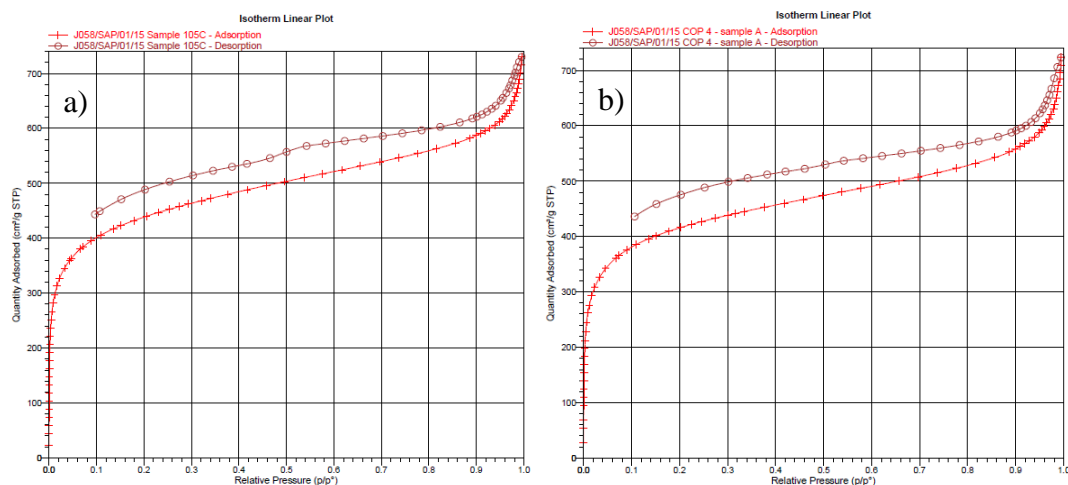 Isotherm Linear Plot
J058/SAP/01/15 Sample 105C - Adsorption
J058/SAP/01/15 Sample 105C - Desorption
a)
700
600
500
400
300
200
100
0
Quantity Adsorbed (cm³/g STP)
0.0 0.1 0.2 0.3 0.4 0.5 0.6 0.7 0.8 0.9 1.0
Relative Pressure (p/p°)
Isotherm Linear Plot
J058/SAP/01/15 COP 4 - sample A - Adsorption
J058/SAP/01/15 COP 4 - sample A - Desorption
b)
700
600
500
400
300
200
100
0
Quantity Adsorbed (cm³/g STP)
0.0 0.1 0.2 0.3 0.4 0.5 0.6 0.7 0.8 0.9 1.0
Relative Pressure (p/p°)